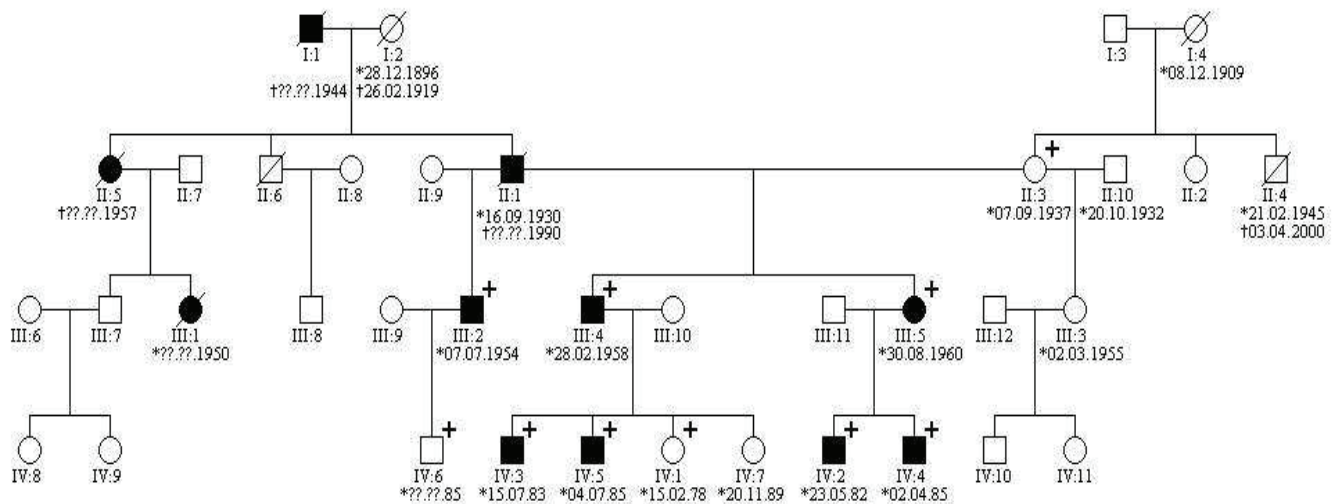 I:1 I:2 I:3 I:4
*28.12.1896 *08.12.1909
†??.??.1944 †26.02.1919
+
II:5 II:7 II:6 II:8 II:9 II:1 II:3 II:10 II:2 II:4
†??.??.1957 *16.09.1930 *07.09.1937 *20.10.1932 *21.02.1945
†??.??.1990 †03.04.2000
+ + +
III:6 III:7 III:1 III:8 III:9 III:2 III:4 III:10 III:11 III:5 III:12 III:3
*??.??.1950 *07.07.1954 *28.02.1958 *30.08.1960 *02.03.1955
+ + + + + +
IV:8 IV:9 IV:6 IV:3 IV:5 IV:1 IV:7 IV:2 IV:4 IV:10 IV:11
*??.??.85 *15.07.83 *04.07.85 *15.02.78 *20.11.89 *23.05.82 *02.04.85